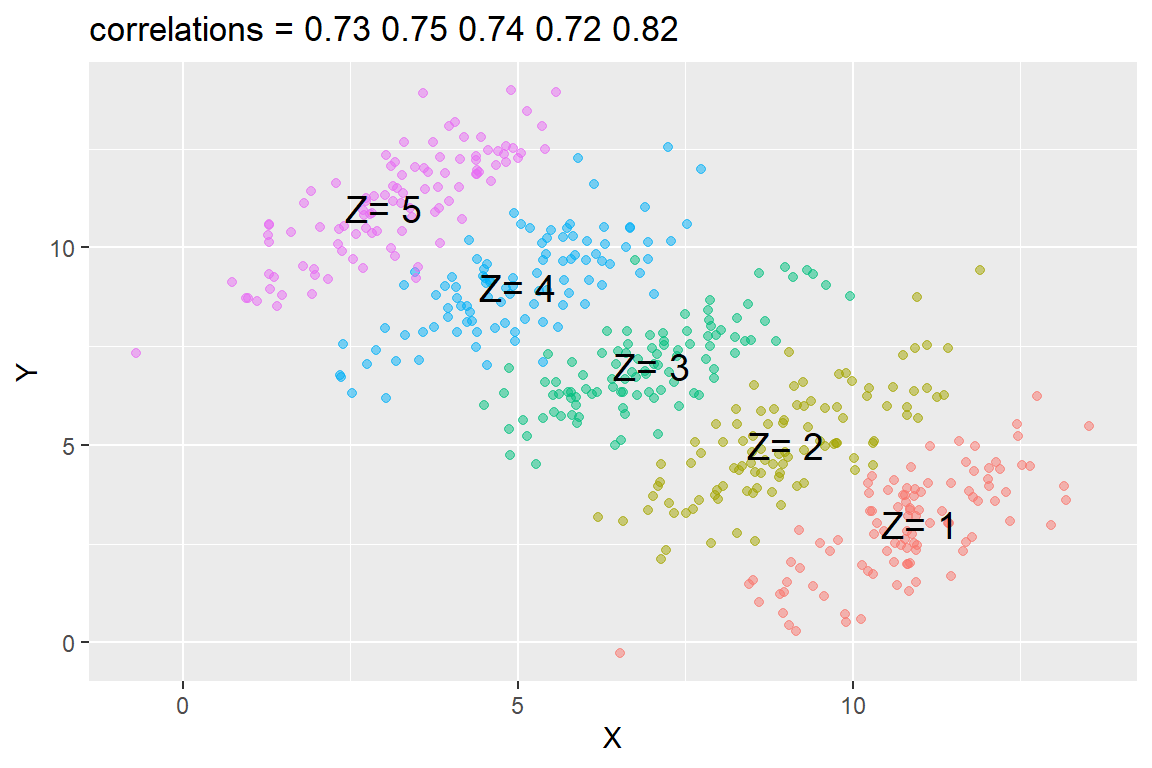 correlations = 0.73 0.75 0.74 0.72 0.82
Z= 5
Z= 4
Z= 3
Z= 2
Z= 1
10
5
0
Y
0 5 10
X